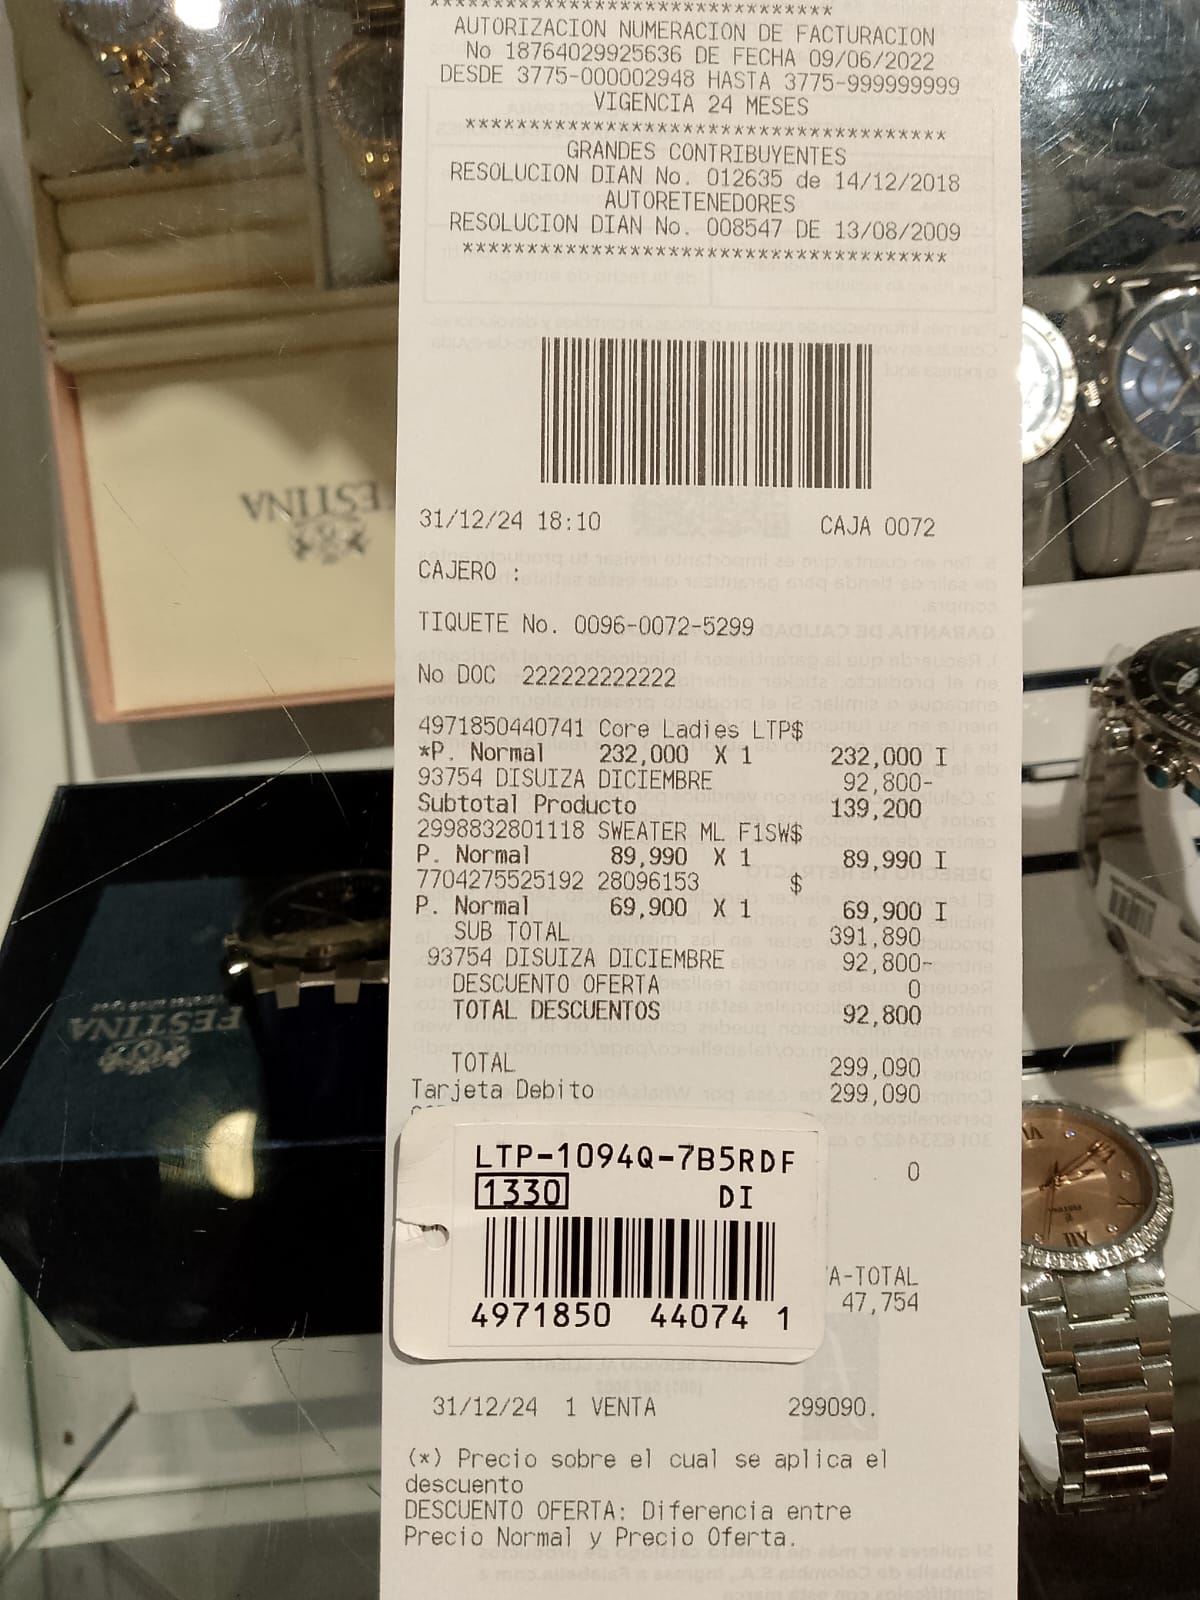 ************************************
AUTORIZACION NUMERACION DE FACTURACION
No 18764029925636 DE FECHA 09/06/2022
DESDE 3775-000002948 HASTA 3775-999999999
VIGENCIA 24 MESES
**************************************
GRANDES CONTRIBUYENTES
RESOLUCION DIAN No. 012635 de 14/12/2018
AUTORETENEDORES
RESOLUCION DIAN No. 008547 DE 13/08/2009
**************************************
FESTINA
31/12/24 18:10 CAJA 0072
CAJERO :
TIQUETE No. 0096-0072-5299
No DOC 222222222222
4971850440741 Core Ladies LTP$
*P. Normal 232,000 X 1 232,000 I
93754 DISUIZA DICIEMBRE 92,800-
Subtotal Producto 139,200
2998832801118 SWEATER ML F1SW$
P. Normal 89,990 X 1 89,990 I
7704275525192 28096153 $
P. Normal 69,900 X 1 69,900 I
SUB TOTAL 391,890
93754 DISUIZA DICIEMBRE 92,800-
DESCUENTO OFERTA 0
TOTAL DESCUENTOS 92,800
FESTINA
TOTAL 299,090
Tarjeta Debito 299,090
0
LTP-1094Q-7B5RDF
1330 DI
4971850 44074 1
A-TOTAL
47,754
31/12/24 1 VENTA 299090.
(*) Precio sobre el cual se aplica el
descuento
DESCUENTO OFERTA: Diferencia entre
Precio Normal y Precio Oferta.